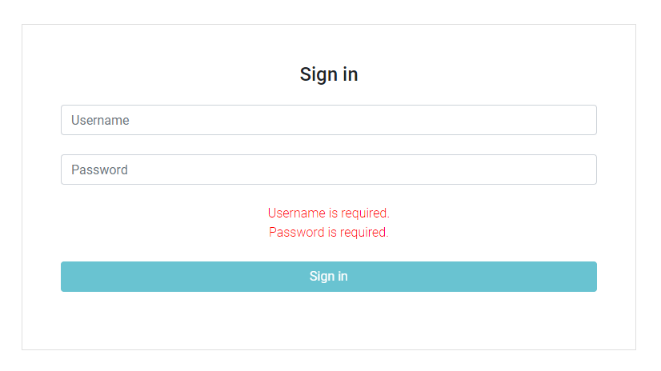 Sign in
Username
Password
Username is required.
Password is required.
Sign in